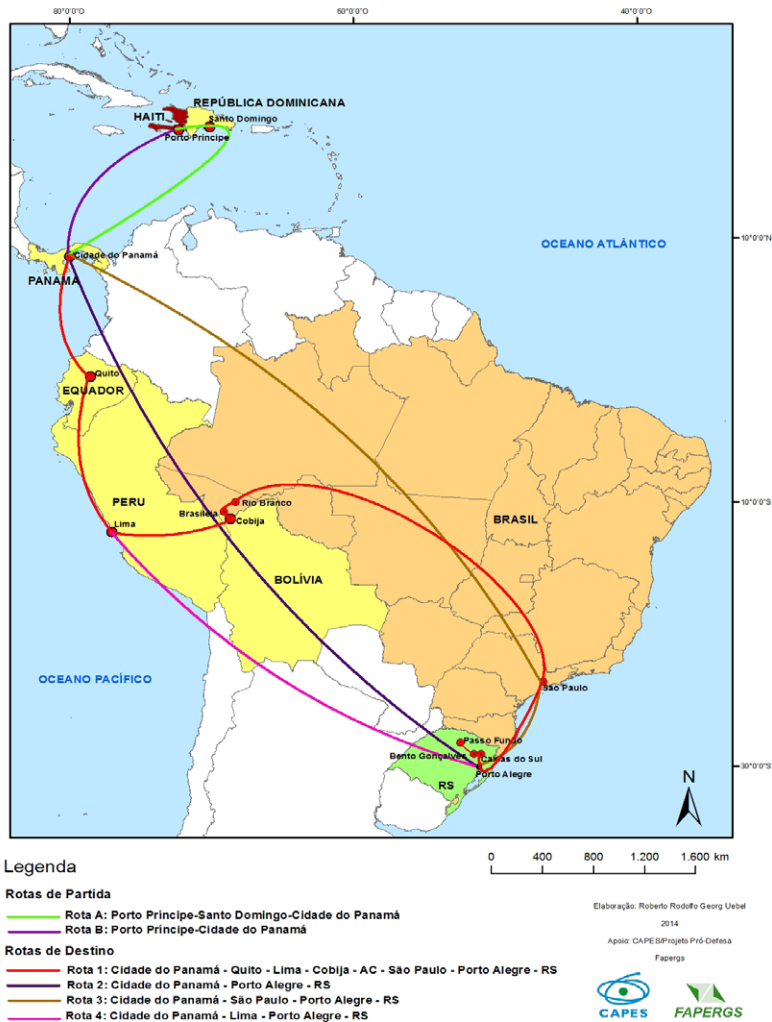 80°0'0"O
60°0'0"O
40°0'0"O
REPÚBLICA DOMINICANA
HAITI
Santo Domingo
Porto Príncipe
10°0'0"N
OCEANO ATLÂNTICO
Cidade do Panamá
PANAMÁ
Quito
EQUADOR
PERU
Rio Branco
Brasileia
Cobija
Lima
BRASIL
10°0'0"S
BOLÍVIA
OCEANO PACÍFICO
São Paulo
Passo Fundo
Bento Gonçalves
Caxias do Sul
Porto Alegre
30°0'0"S
RS
N
Legenda
0 400 800 1.200 1.600 km
Rotas de Partida
Rota A: Porto Príncipe-Santo Domingo-Cidade do Panamá
Rota B: Porto Príncipe-Cidade do Panamá
Rotas de Destino
Rota 1: Cidade do Panamá - Quito - Lima - Cobija - AC - São Paulo - Porto Alegre - RS
Rota 2: Cidade do Panamá - Porto Alegre - RS
Rota 3: Cidade do Panamá - São Paulo - Porto Alegre - RS
Rota 4: Cidade do Panamá - Lima - Porto Alegre - RS
Elaboração: Roberto Rodolfo Georg Uebel
2014
Apoio: CAPES/Projeto Pró-Defesa
Fapergs
CAPES
FAPERGS